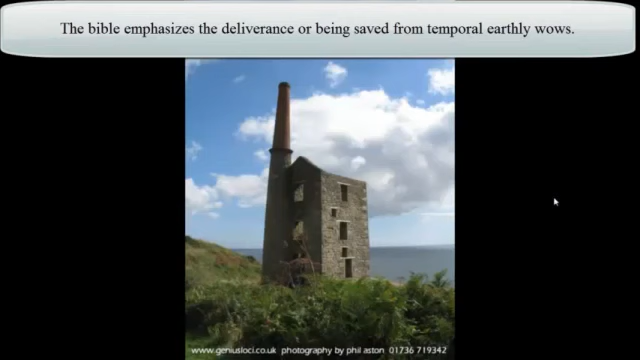 The bible emphasizes the deliverance or being saved from temporal earthly wows.
www.geniusloci.co.uk photography by phil aston 01736 719342